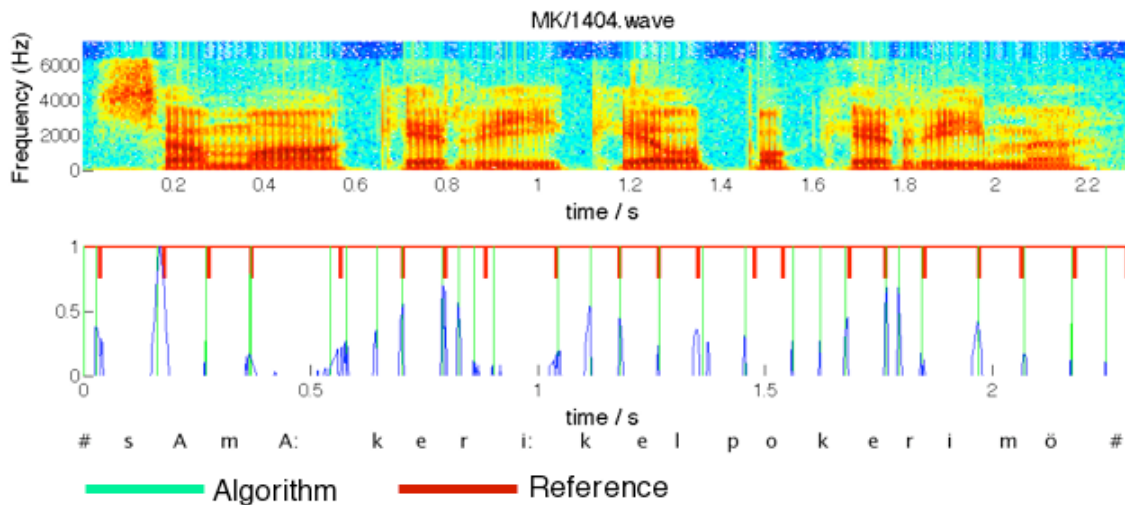 MK/1404.wave
Frequency (Hz)
6000
4000
2000
0
0.2 0.4 0.6 0.8 1 1.2 1.4 1.6 1.8 2 2.2
time / s
1
0.5
0
0 0.5 1 1.5 2
time / s
# s A m A: k e r i: k e l p o k e r i m ö #
Algorithm Reference